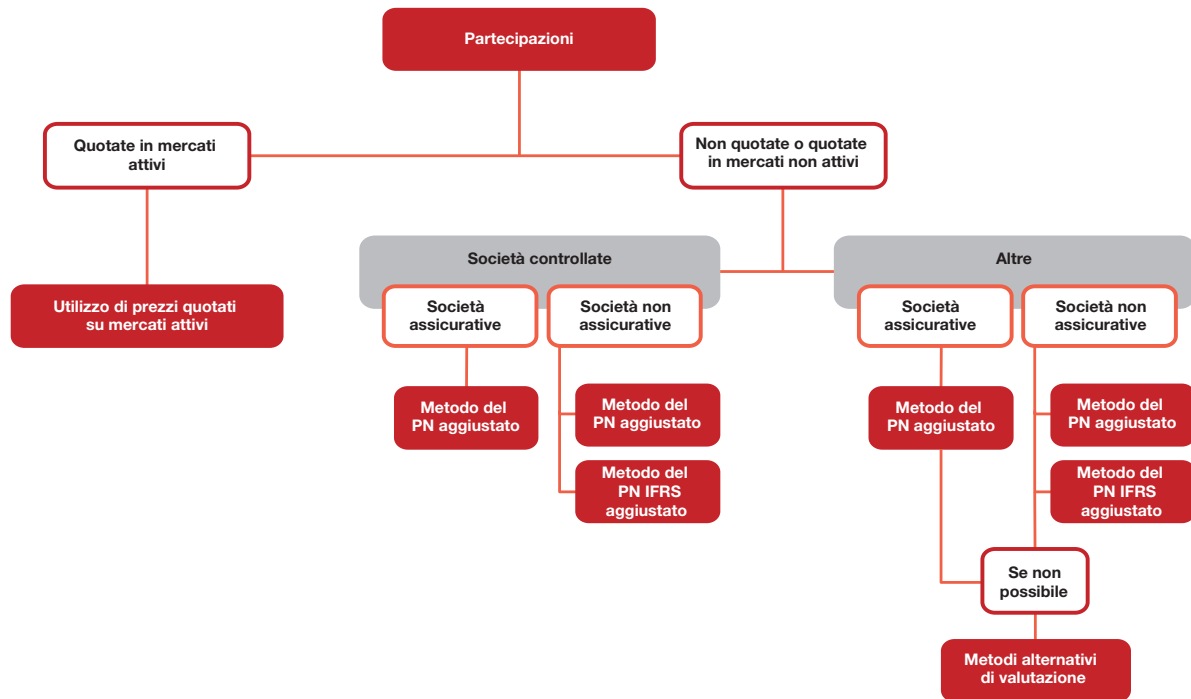 Partecipazioni
Quotate in mercati
attivi
Non quotate o quotate
in mercati non attivi
Utilizzo di prezzi quotati
su mercati attivi
Società controllate
Altre
Società
assicurative
Società non
assicurative
Società
assicurative
Società non
assicurative
Metodo del
PN aggiustato
Metodo del
PN aggiustato
Metodo del
PN IFRS
aggiustato
Metodo del
PN aggiustato
Metodo del
PN aggiustato
Metodo del
PN IFRS
aggiustato
Se non
possibile
Metodi alternativi
di valutazione